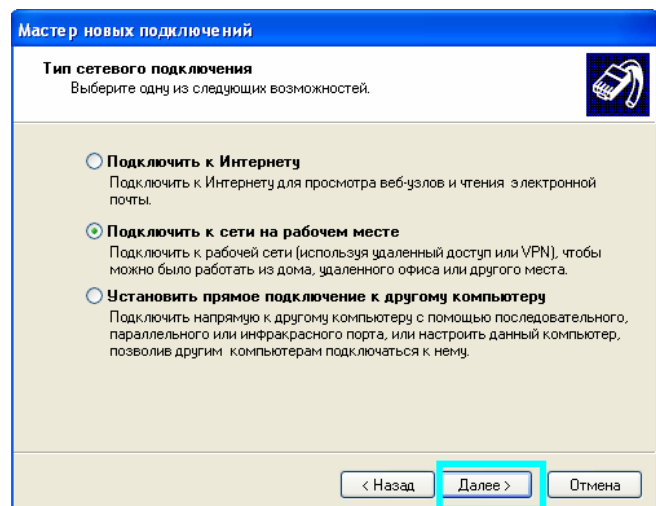 Мастер новых подключений
Тип сетевого подключения
Выберите одну из следующих возможностей.
Подключить к Интернету
Подключить к Интернету для просмотра веб-узлов и чтения электронной
почты.
Подключить к сети на рабочем месте
Подключить к рабочей сети (используя удаленный доступ или VPN), чтобы
можно было работать из дома, удаленного офиса или другого места.
Установить прямое подключение к другому компьютеру
Подключить напрямую к другому компьютеру с помощью последовательного,
параллельного или инфракрасного порта, или настроить данный компьютер,
позволив другим компьютерам подключаться к нему.
< Назад Далее > Отмена